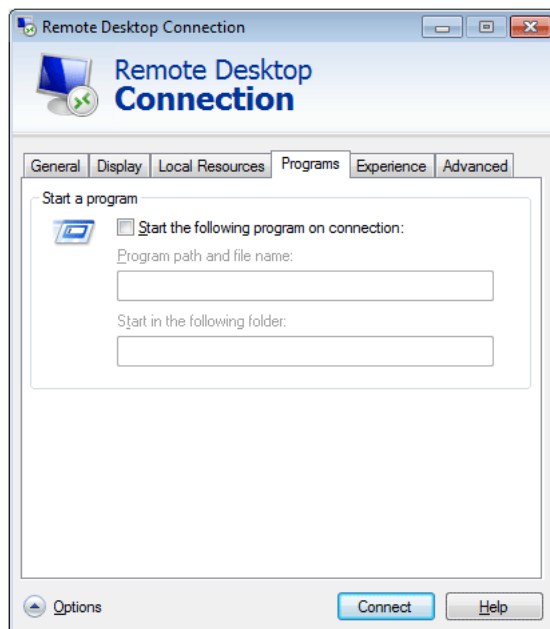 Remote Desktop Connection
Remote Desktop
Connection
General Display Local Resources Programs Experience Advanced
Start a program
Start the following program on connection:
Program path and file name:
Start in the following folder:
Options Connect Help